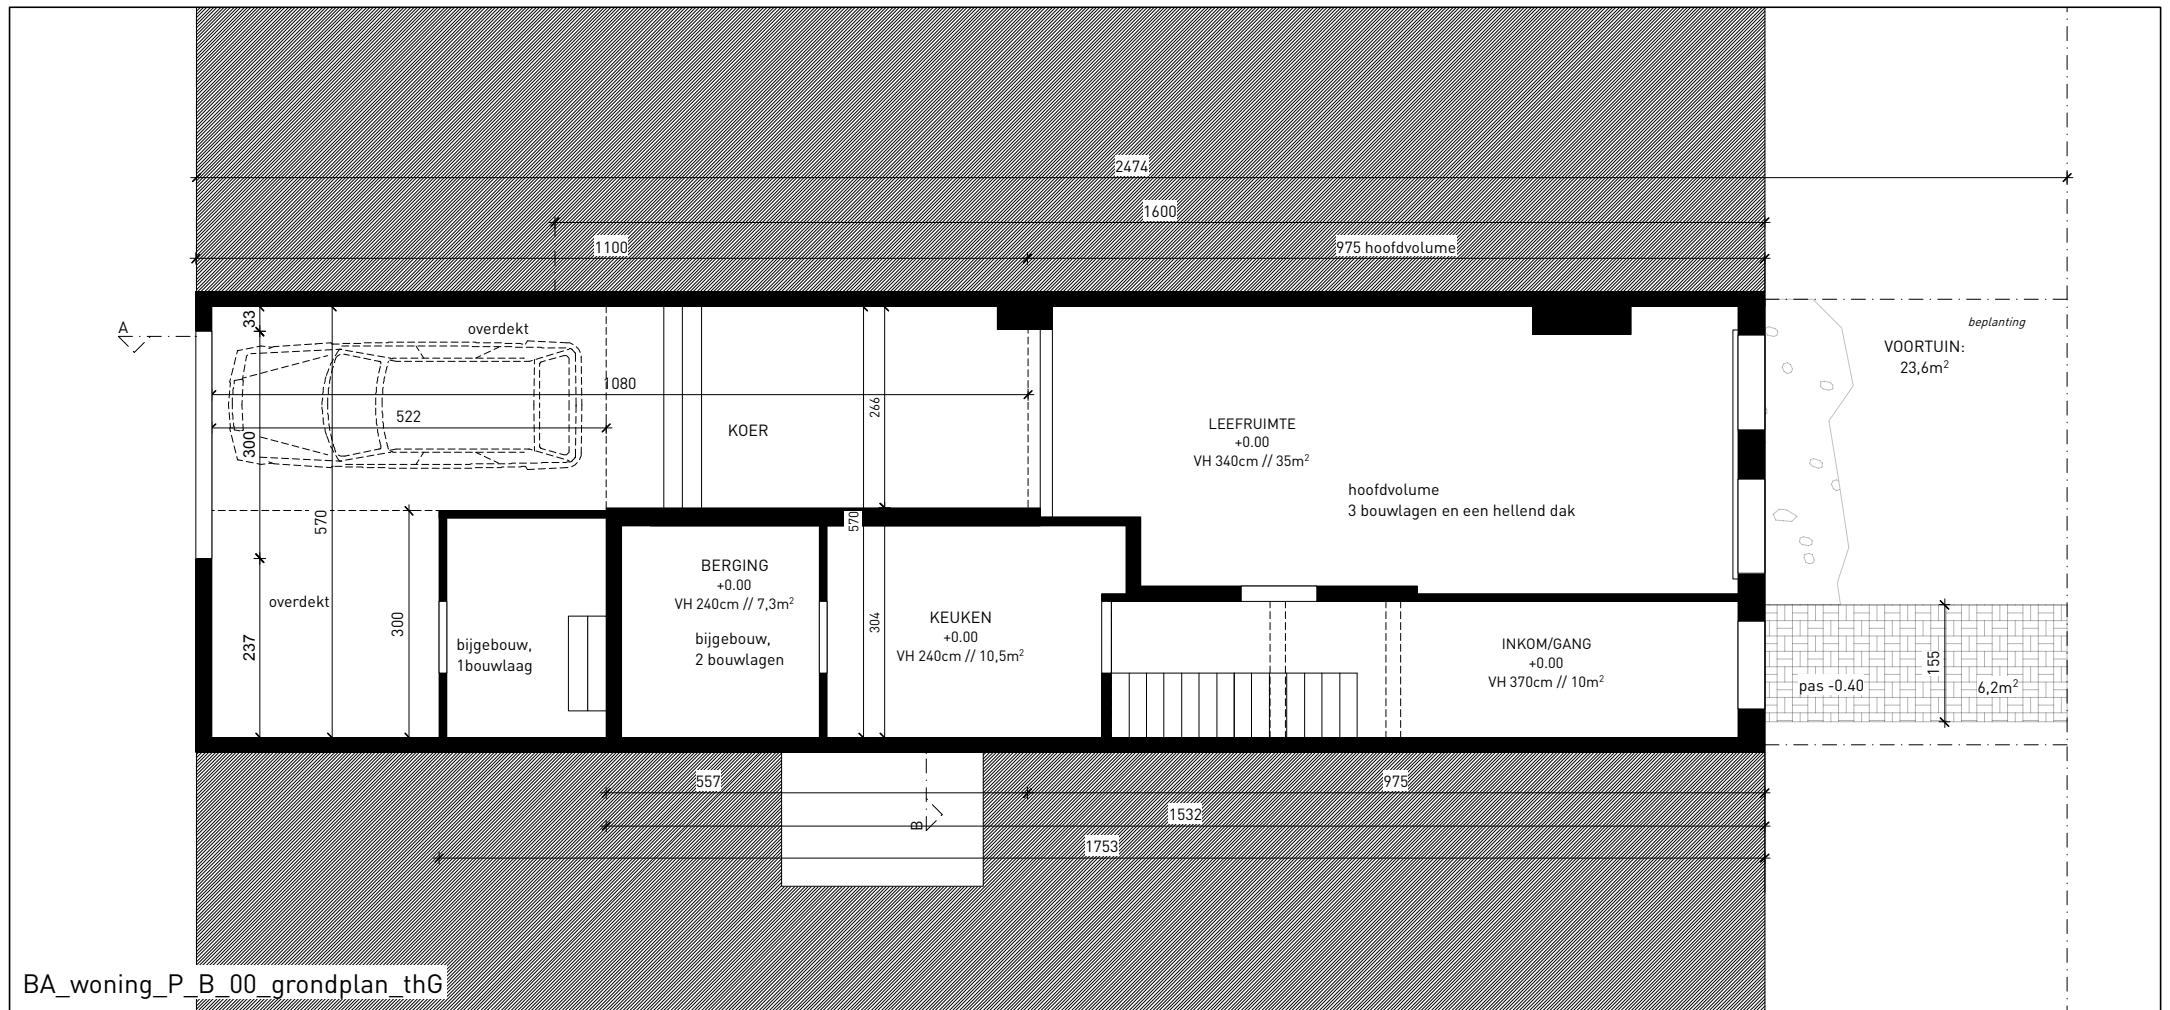 2474
1600
1100
975 hoofdvolume
A
33
overdekt
beplanting
VOORTUIN:
23,6m²
1080
522
266
KOER
300
LEEFRUIMTE
+0.00
VH 340cm // 35m²
hoofdvolume
3 bouwlagen en een hellend dak
570
570
BERGING
+0.00
VH 240cm // 7,3m²
bijgebouw,
2 bouwlagen
overdekt
300
304
KEUKEN
+0.00
VH 240cm // 10,5m²
237
bijgebouw,
1bouwlaag
INKOM/GANG
+0.00
VH 370cm // 10m²
155
pas -0.40
6,2m²
557
975
B
1532
1753
BA_woning_P_B_00_grondplan_thG